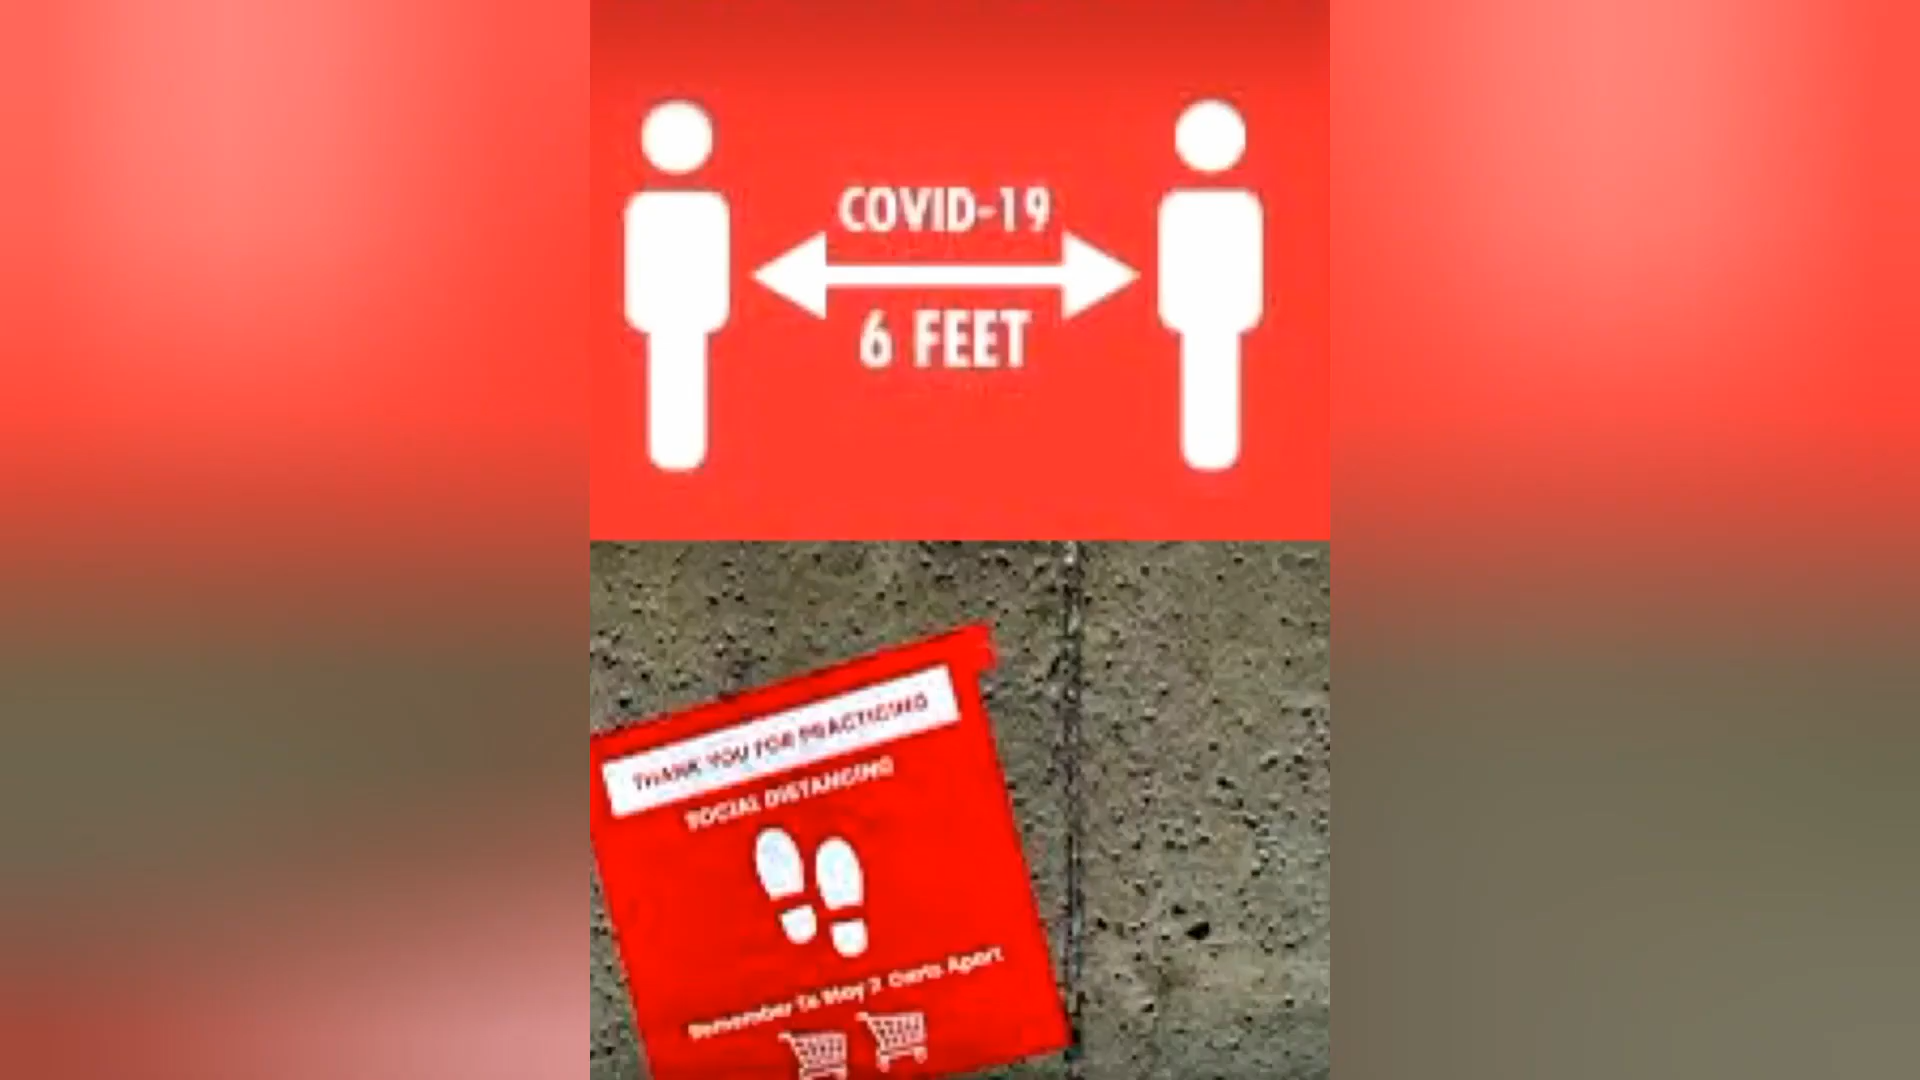 COVID-19
6 FEET
THANK YOU FOR PRACTICING
SOCIAL DISTANCING
Remember To Stay 2 Carts Apart